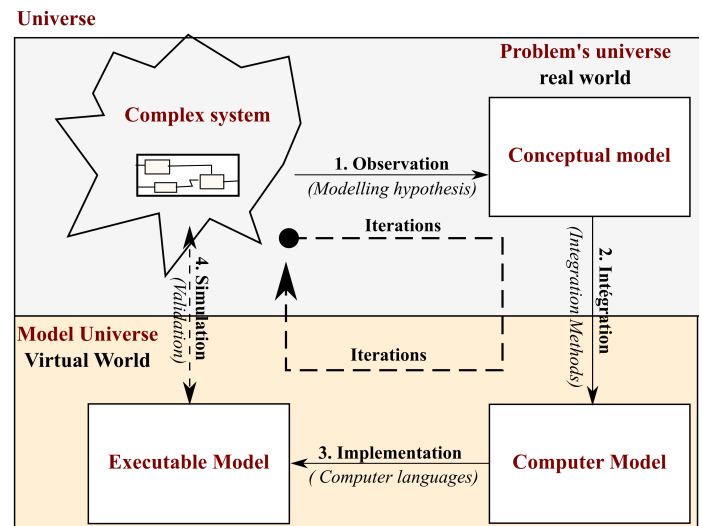 Universe
Problem's universe
real world
Complex system
Conceptual model
1. Observation
(Modelling hypothesis)
Iterations
2. Intégration
(Integration Methods)
4. Simulation
(Validation)
Model Universe
Virtual World
Iterations
Executable Model
3. Implementation
( Computer languages)
Computer Model